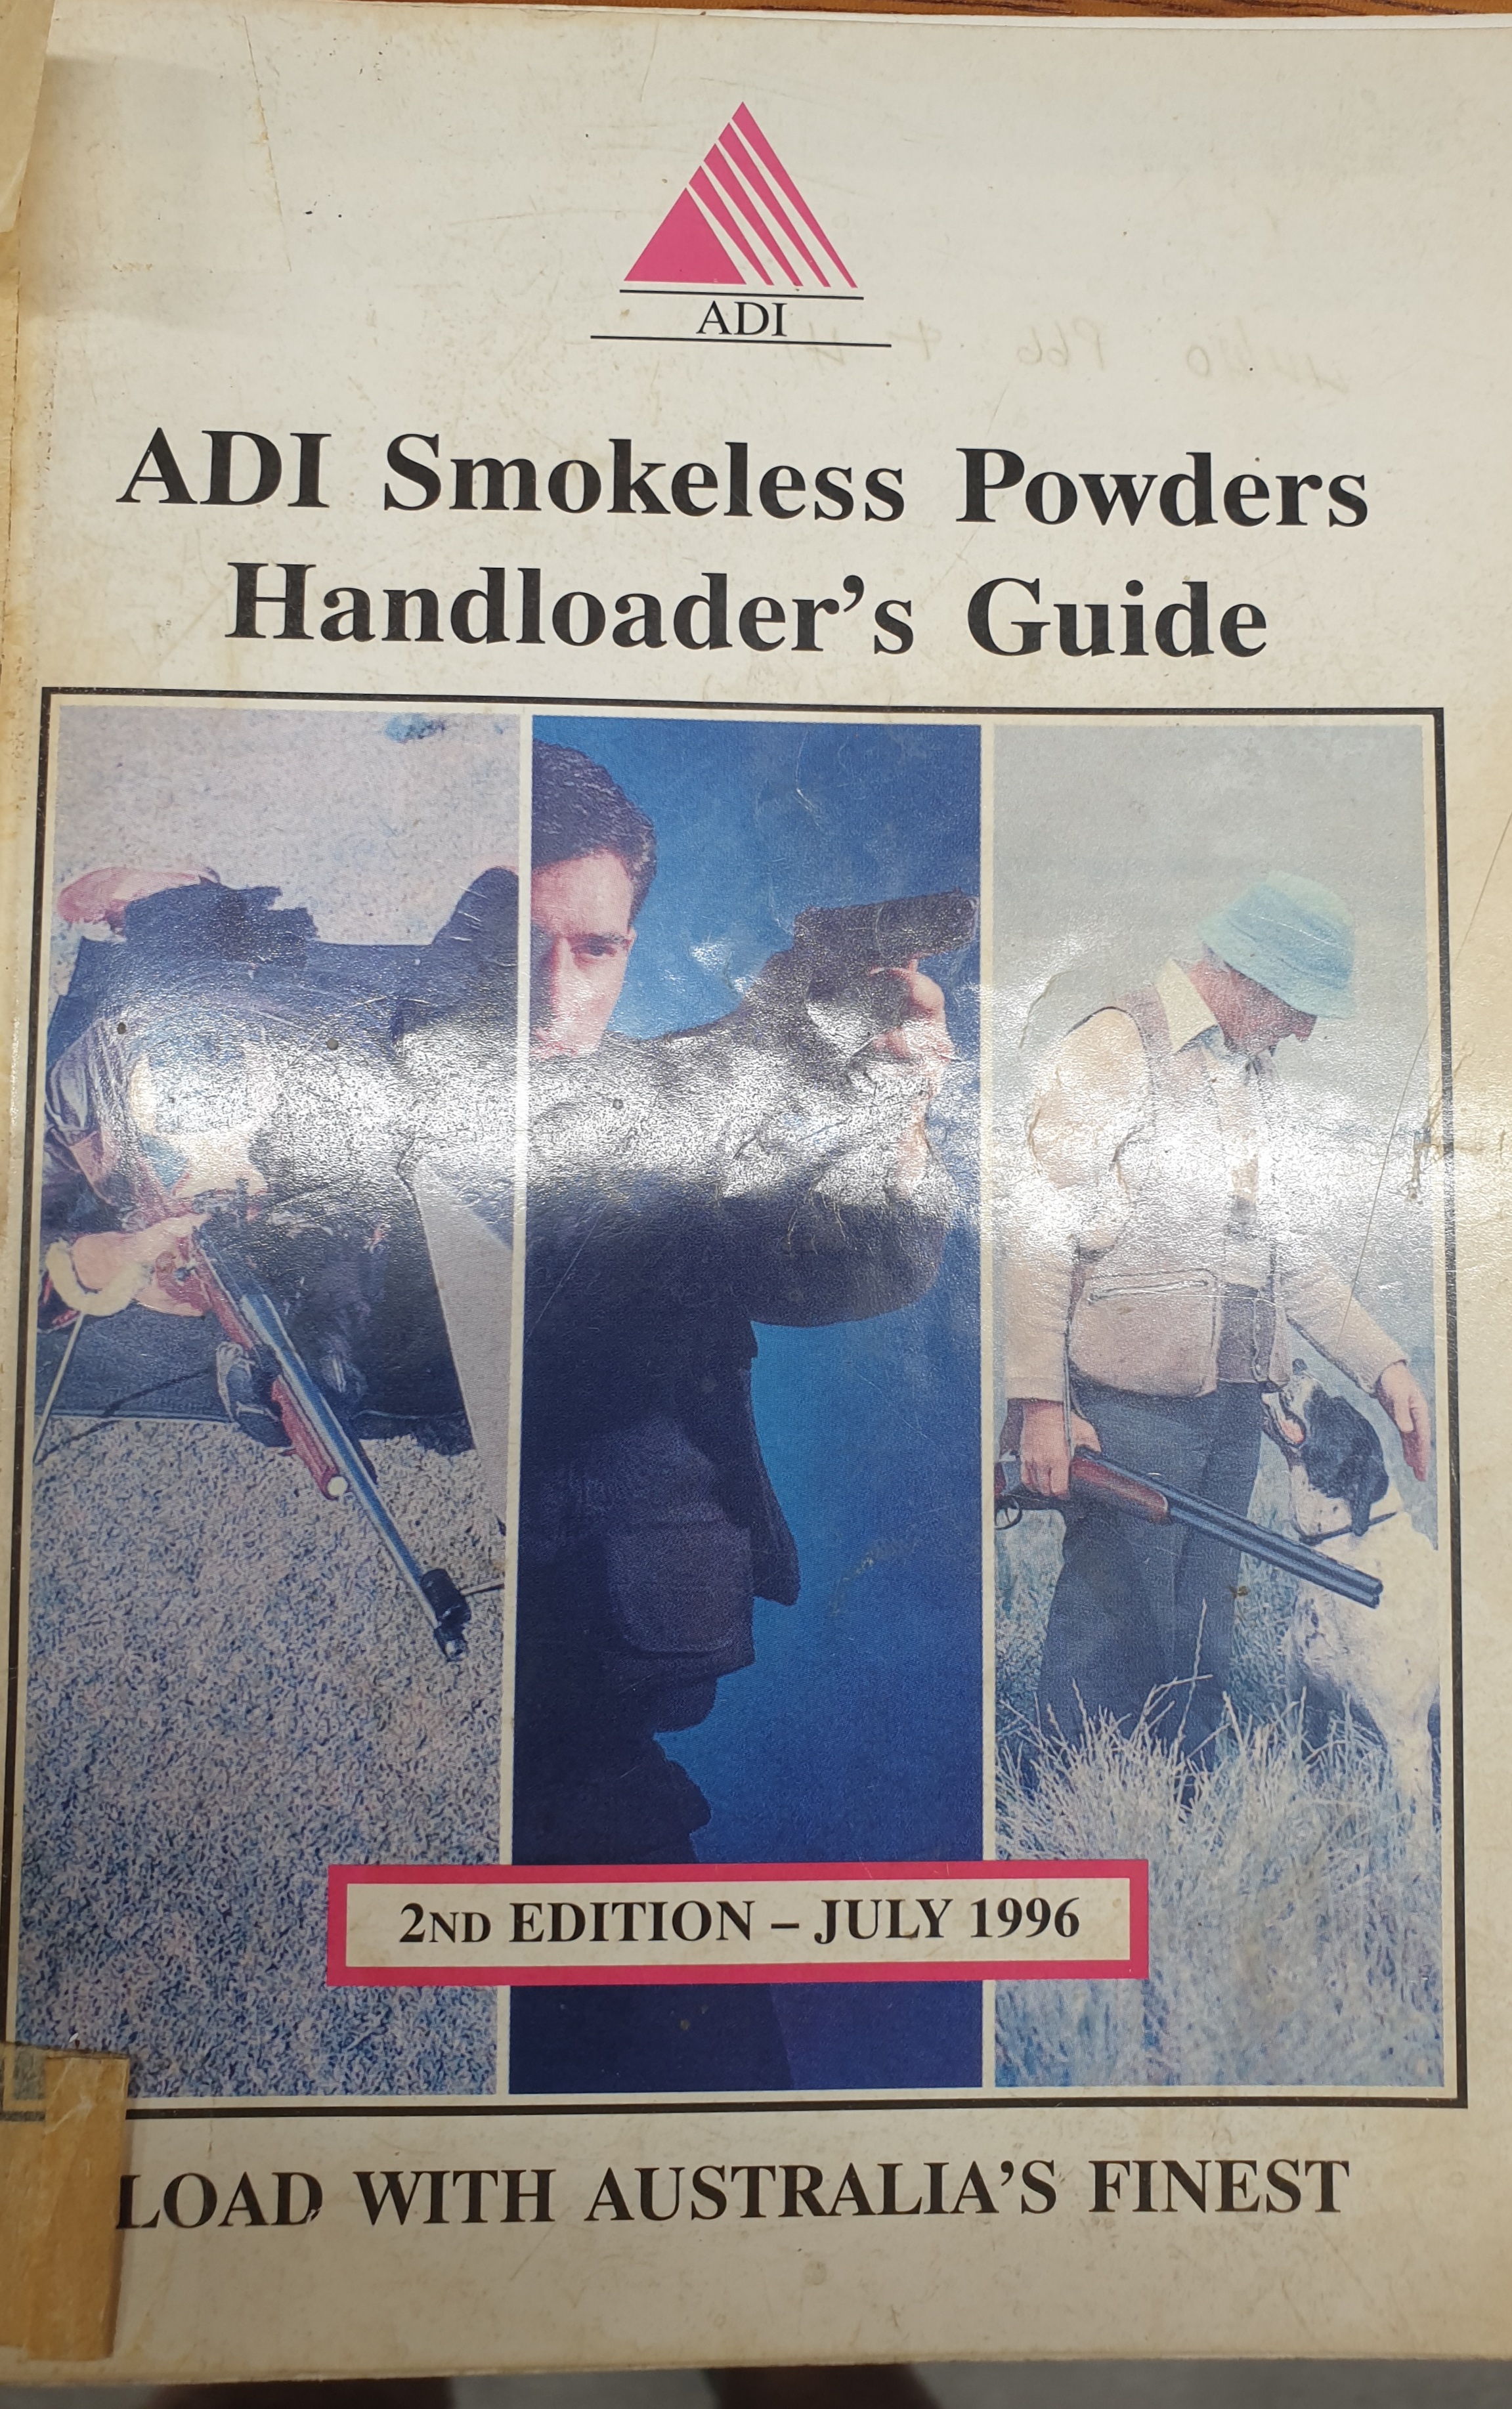 ADI
ADI Smokeless Powders
Handloader's Guide
2ND EDITION – JULY 1996
LOAD WITH AUSTRALIA'S FINEST